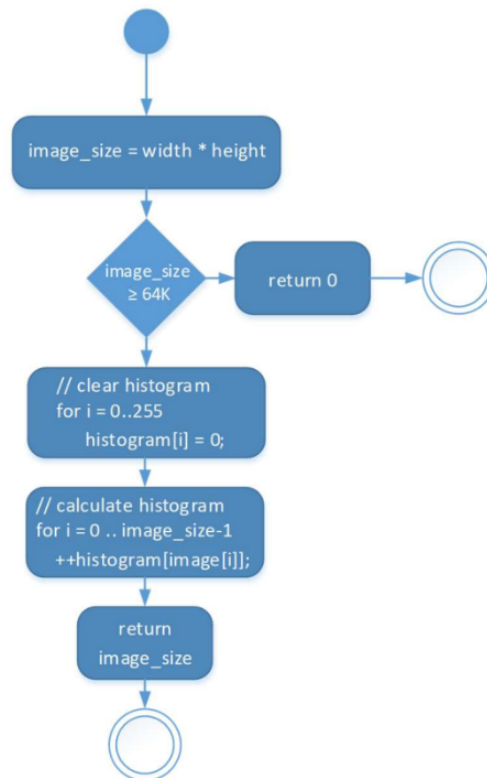 image_size = width * height
image_size
≥ 64K
return 0
// clear histogram
for i = 0..255
histogram[i] = 0;
// calculate histogram
for i = 0 .. image_size-1
++histogram[image[i]];
return
image_size